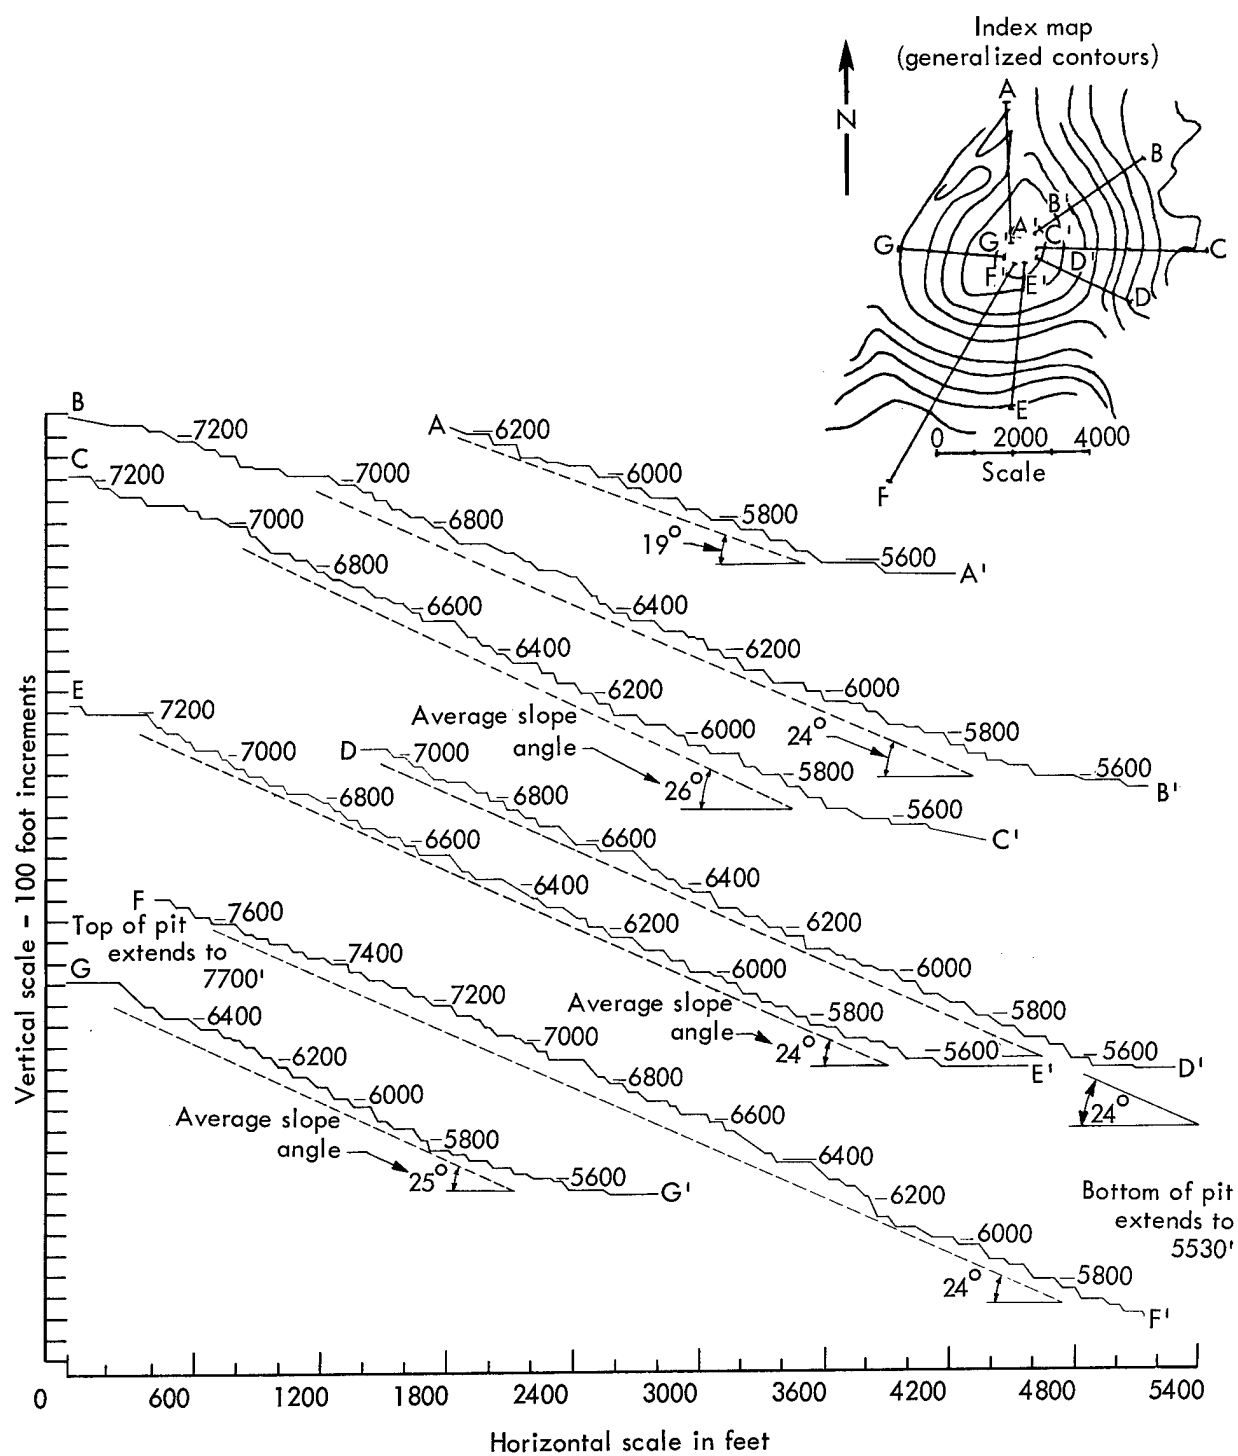 Index map
(generalized contours)
A
N
B
B'
A'
C'
G
G'
C
D'
F'
E'
D
E
0 2000 4000
Scale
F
B
-7200
A
-6200
C
-7200
-7000
-6000
-7000
-6800
-5800
19°
-5600
A'
-6800
-6600
-6400
-6400
-6200
-6200
-6000
E
-7200
Average slope
angle
-6000
24°
-5800
-7000
D
-7000
26°
-5800
-5600
B'
-6800
-6800
-5600
C'
-6600
-6600
-6400
-6400
F
-7600
Top of pit
extends to
7700'
-6200
-6200
-7400
G
-6000
-6000
-7200
Average slope
angle
-5800
-5800
-6400
-7000
24°
-5600
E'
-5600
D'
-6200
-6800
-6000
24°
Average slope
angle
-6600
-5800
25°
-5600
G'
-6400
-6200
Bottom of pit
extends to
5530'
-6000
24°
-5800
F'
Vertical scale - 100 foot increments
0 600 1200 1800 2400 3000 3600 4200 4800 5400
Horizontal scale in feet